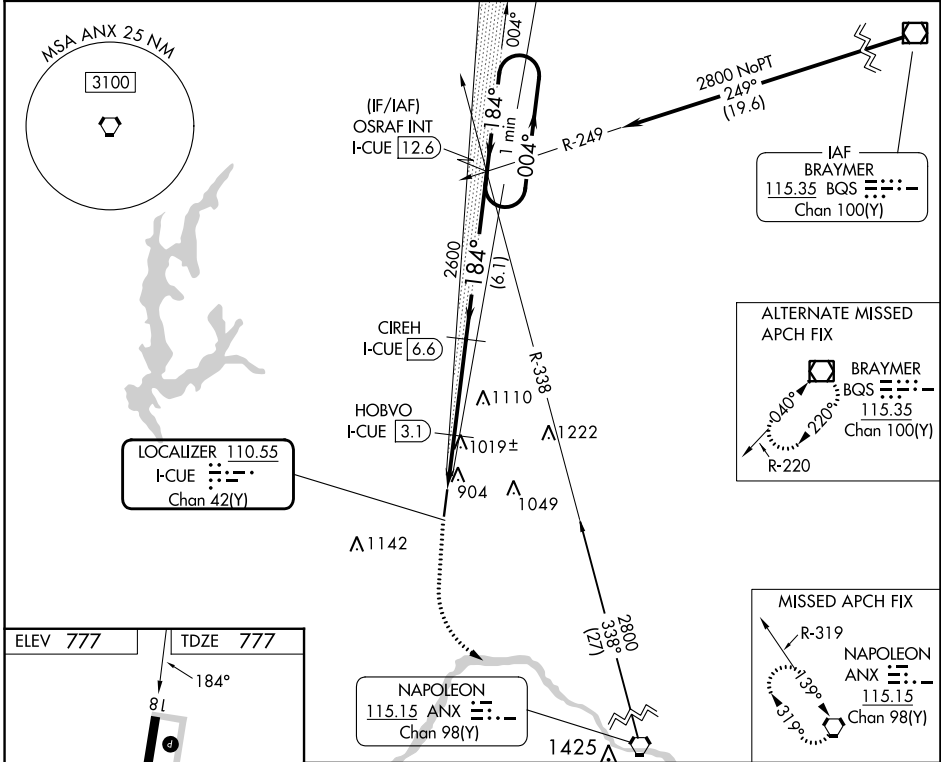 MSA ANX 25 NM
3100
(IF/IAF)
OSRAF INT
I-CUE 12.6
004°
184°
1 min
004°
2800 NoPT
249°
(19.6)
R-249
IAF
BRAYMER
115.35 BQS
Chan 100(Y)
2600
184°
(6.1)
CIREH
I-CUE 6.6
R-338
HOBVO
I-CUE 3.1
1110
1019±
1222
904
1049
1142
LOCALIZER 110.55
I-CUE
Chan 42(Y)
ALTERNATE MISSED
APCH FIX
BRAYMER
BQS
115.35
Chan 100(Y)
040°
220°
R-220
2800
338°
(27)
NAPOLEON
115.15 ANX
Chan 98(Y)
1425
MISSED APCH FIX
R-319
NAPOLEON
ANX
115.15
Chan 98(Y)
139°
319°
ELEV 777
TDZE 777
184°
18
P